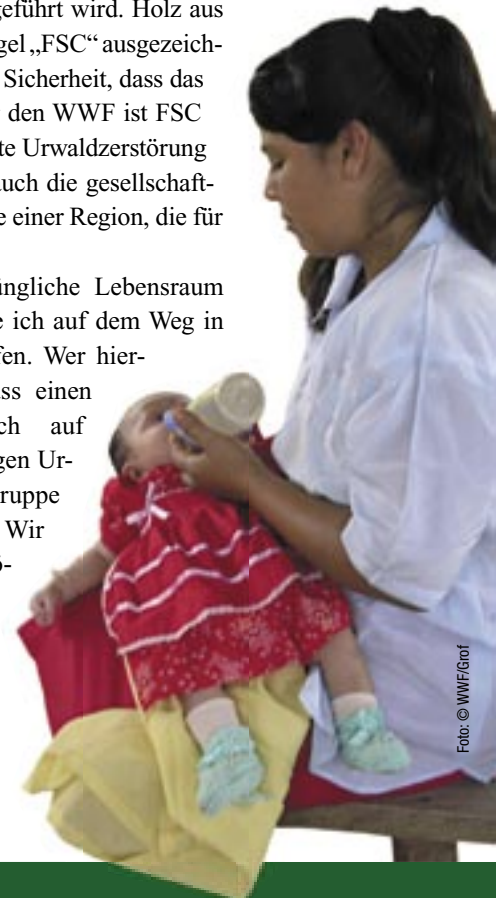 geführt wird. Holz aus
gel „FSC“ ausgezeich-
Sicherheit, dass das
den WWF ist FSC
te Urwaldzerstörung
auch die gesellschaft-
e einer Region, die für
ngliche Lebensraum
e ich auf dem Weg in
fen. Wer hier-
ss einen
ch auf
gen Ur-
ruppe
Wir
Foto: © WWF/Grof